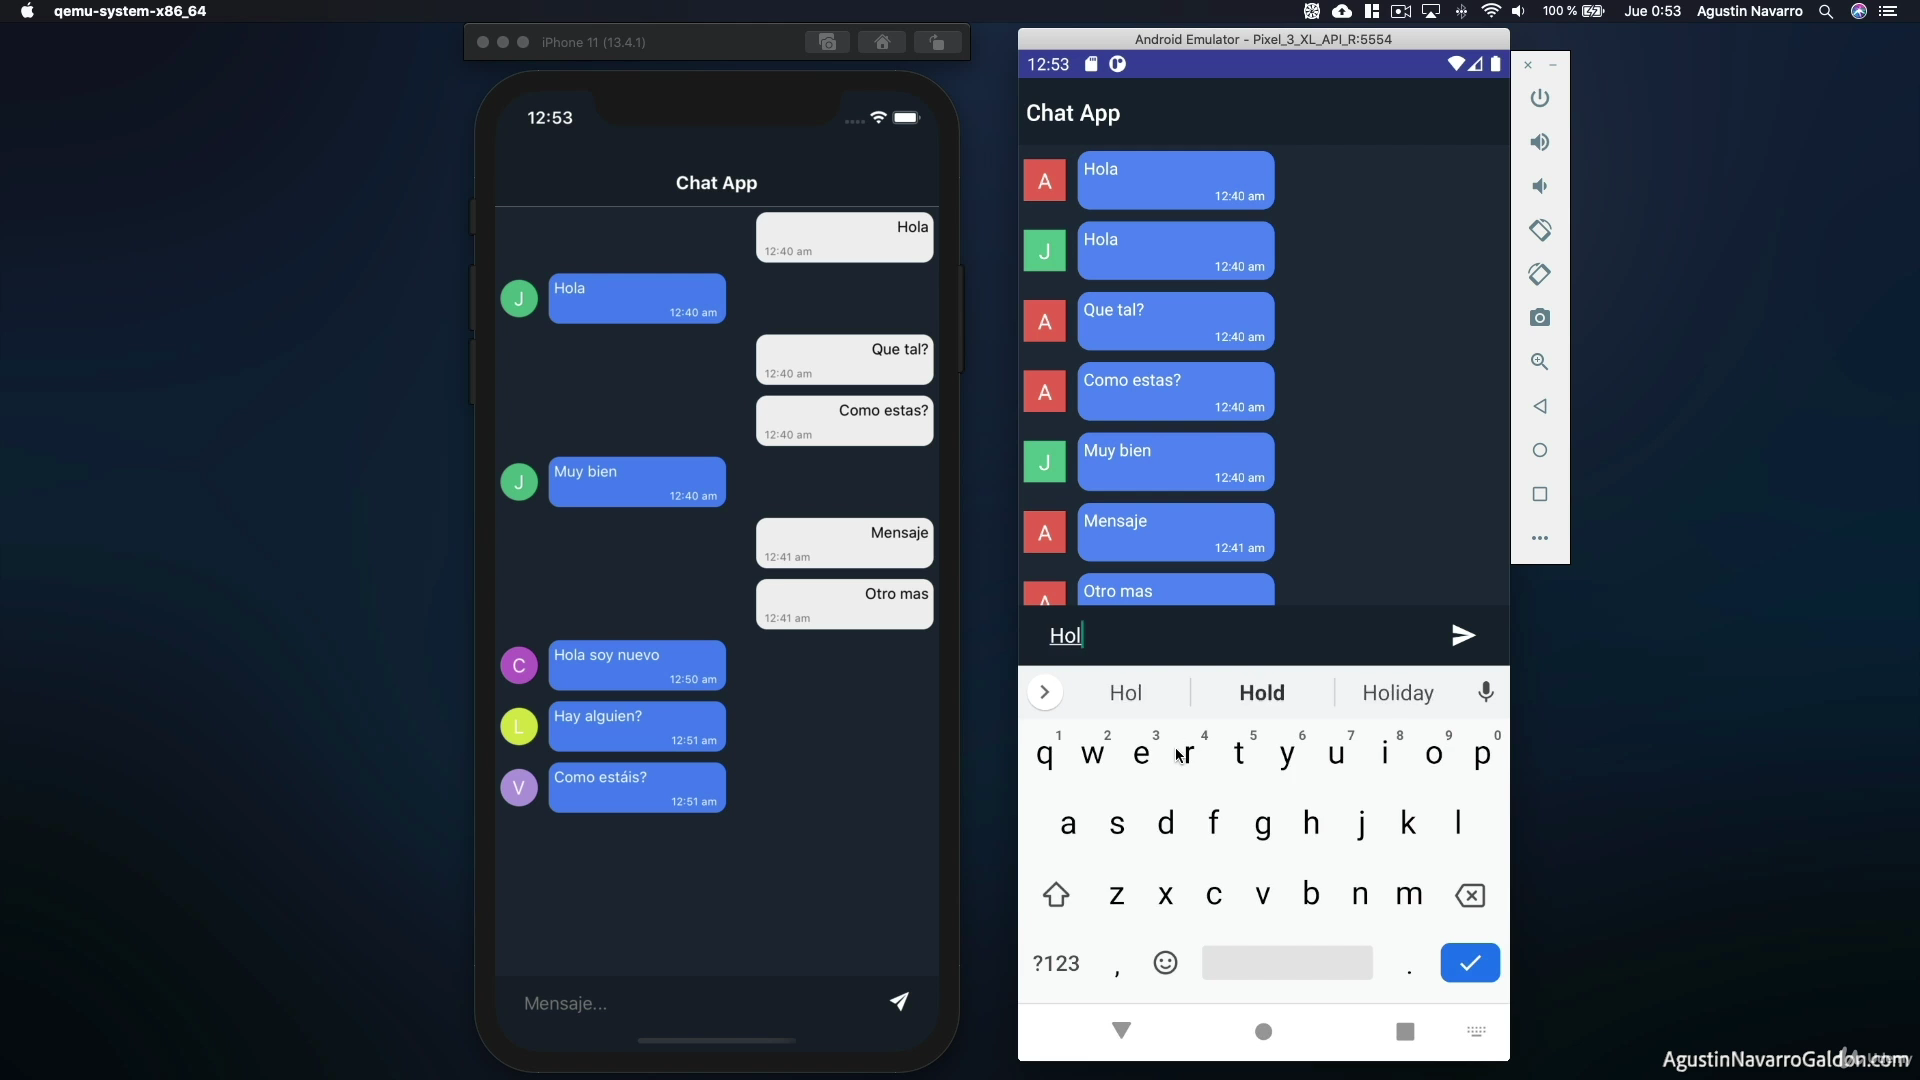 qemu-system-x86_64
100 %
Jue 0:53
Agustin Navarro
iPhone 11 (13.4.1)
12:53
Chat App
Hola
12:40 am
J
Hola
12:40 am
Que tal?
12:40 am
Como estas?
12:40 am
J
Muy bien
12:40 am
Mensaje
12:41 am
Otro mas
12:41 am
C
Hola soy nuevo
12:50 am
L
Hay alguien?
12:51 am
V
Como estáis?
12:51 am
Mensaje...
Android Emulator - Pixel_3_XL_API_R:5554
12:53
Chat App
A
Hola
12:40 am
J
Hola
12:40 am
A
Que tal?
12:40 am
A
Como estas?
12:40 am
J
Muy bien
12:40 am
A
Mensaje
12:41 am
A
Otro mas
Hol
Hol
Hold
Holiday
1 2 3 4 5 6 7 8 9 0
q w e r t y u i o p
a s d f g h j k l
z x c v b n m
?123 , .
AgustinNavarroGaldon.com